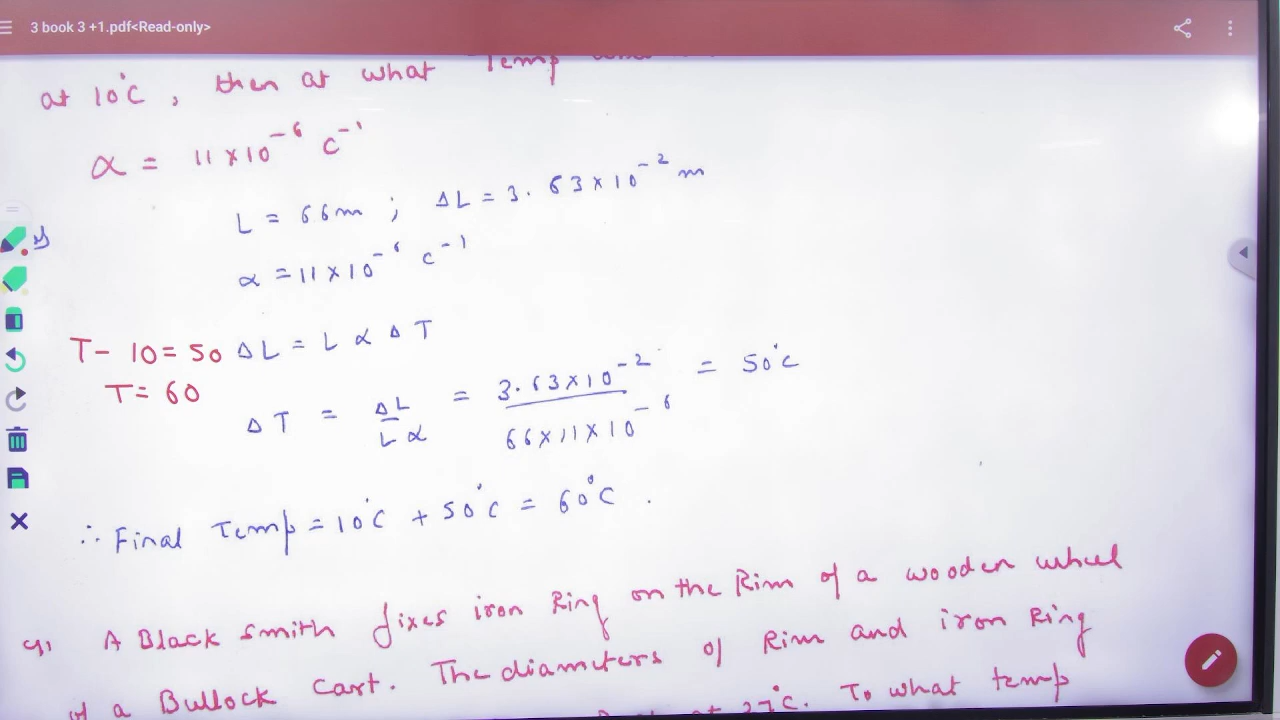 3 book 3 +1.pdf<Read-only>
at 10°C, then at what Temp
α = 11×10⁻⁶ C⁻¹
L = 66m ; ΔL = 3.63×10⁻² m
α = 11×10⁻⁶ C⁻¹
T- 10= 50 ΔL = L α Δ T
T= 60
Δ T = ΔL / L α = 3.63×10⁻² / 66×11×10⁻⁶ = 50°C
∴ Final Temp = 10°C + 50°C = 60°C .
A Black smith fixes iron Ring on the Rim of a wooden wheel
of a Bullock Cart. The diameters of Rim and iron Ring
at 27°C. To what temp